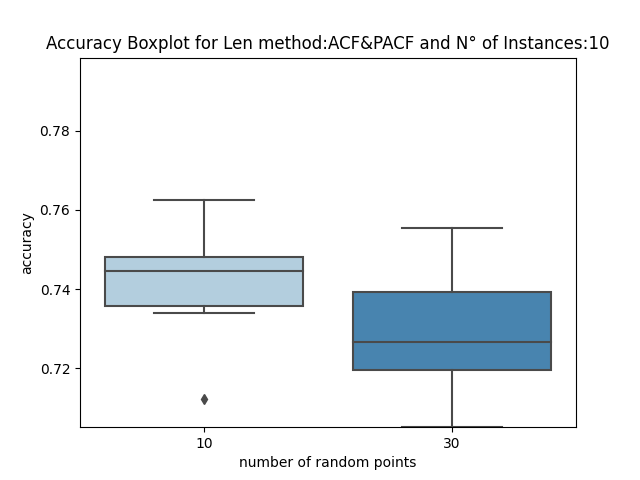 Accuracy Boxplot for Len method:ACF&PACF and N° of Instances:10
0.78
0.76
0.74
0.72
accuracy
10 30
number of random points